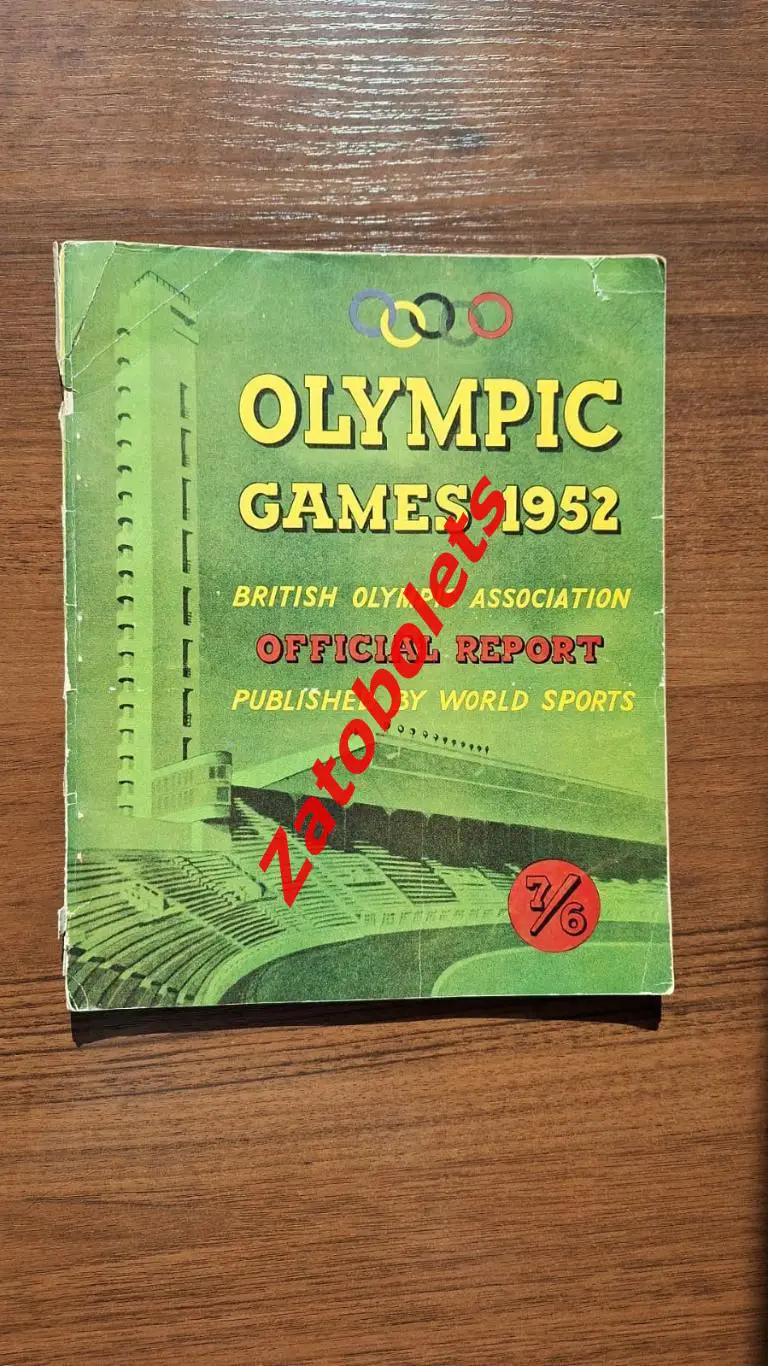 OLYMPIC
GAMES 1952
BRITISH OLYMPIC ASSOCIATION
OFFICIAL REPORT
PUBLISHED BY WORLD SPORTS
7/6
Zatobolets